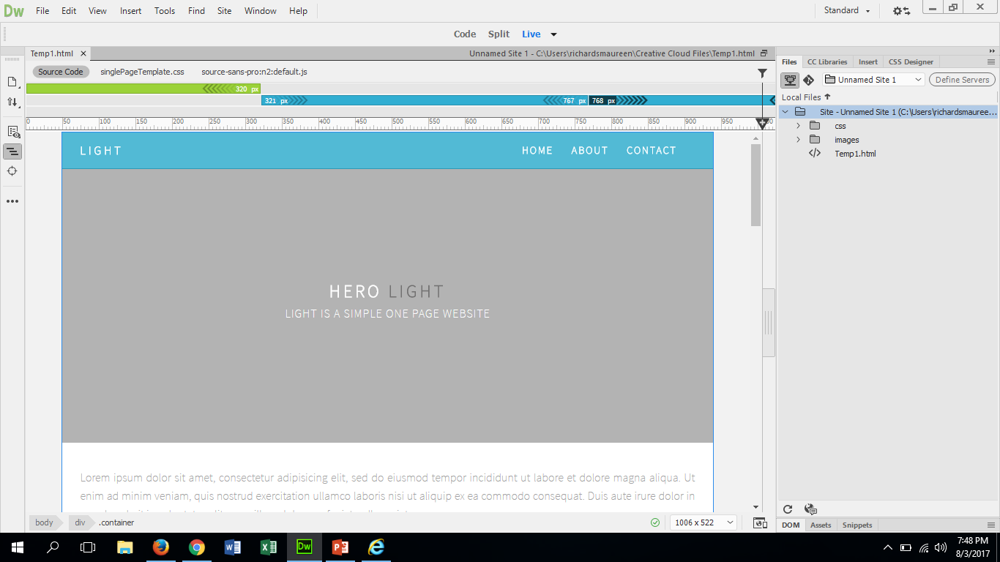 Dw File Edit View Insert Tools Find Site Window Help Standard
Code Split Live
Temp1.html Unnamed Site 1 - C:\Users\richardsmaureen\Creative Cloud Files\Temp1.html
Source Code singlePageTemplate.css source-sans-pro:n2:default.js
320 px
321 px 767 px 768 px
0 50 100 150 200 250 300 350 400 450 500 550 600 650 700 750 800 850 900 950
LIGHT HOME ABOUT CONTACT
HERO LIGHT
LIGHT IS A SIMPLE ONE PAGE WEBSITE
Lorem ipsum dolor sit amet, consectetur adipisicing elit, sed do eiusmod tempor incididunt ut labore et dolore magna aliqua. Ut
enim ad minim veniam, quis nostrud exercitation ullamco laboris nisi ut aliquip ex ea commodo consequat. Duis aute irure dolor in
body div .container 1006 x 522
Files CC Libraries Insert CSS Designer
Unnamed Site 1 Define Servers
Local Files
Site - Unnamed Site 1 (C:\Users\richardsmauree...
css
images
Temp1.html
DOM Assets Snippets
Dw
7:48 PM
8/3/2017